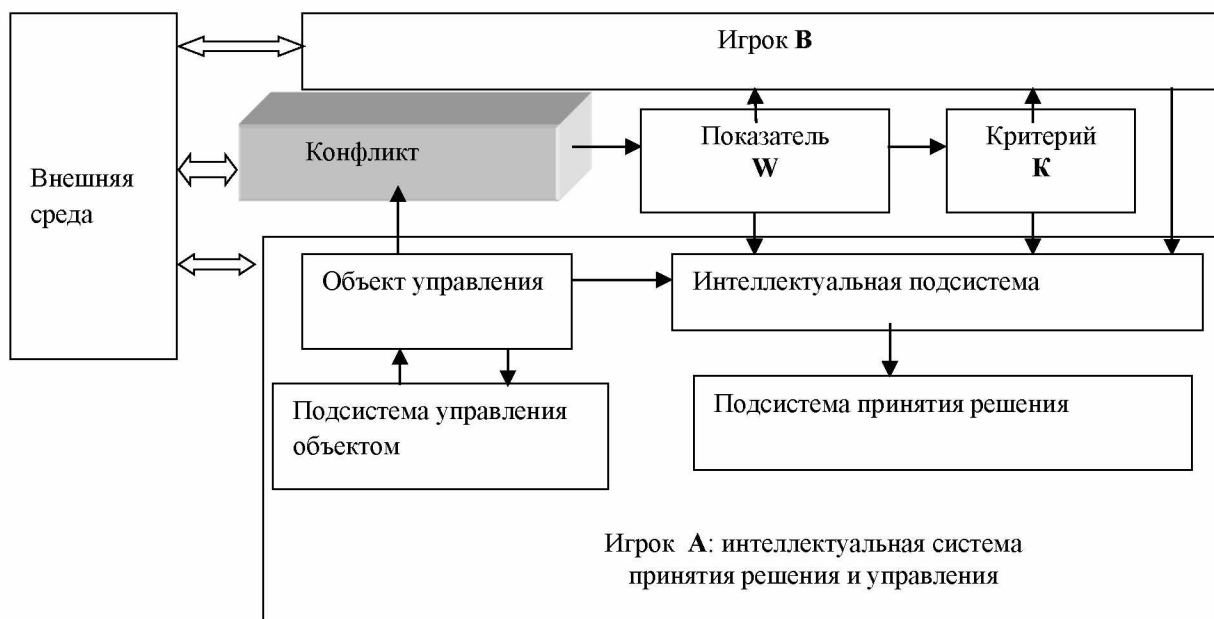 Игрок В
Внешняя
среда
Конфликт
Показатель
W
Критерий
К
Объект управления
Интеллектуальная подсистема
Подсистема управления
объектом
Подсистема принятия решения
Игрок А: интеллектуальная система
принятия решения и управления